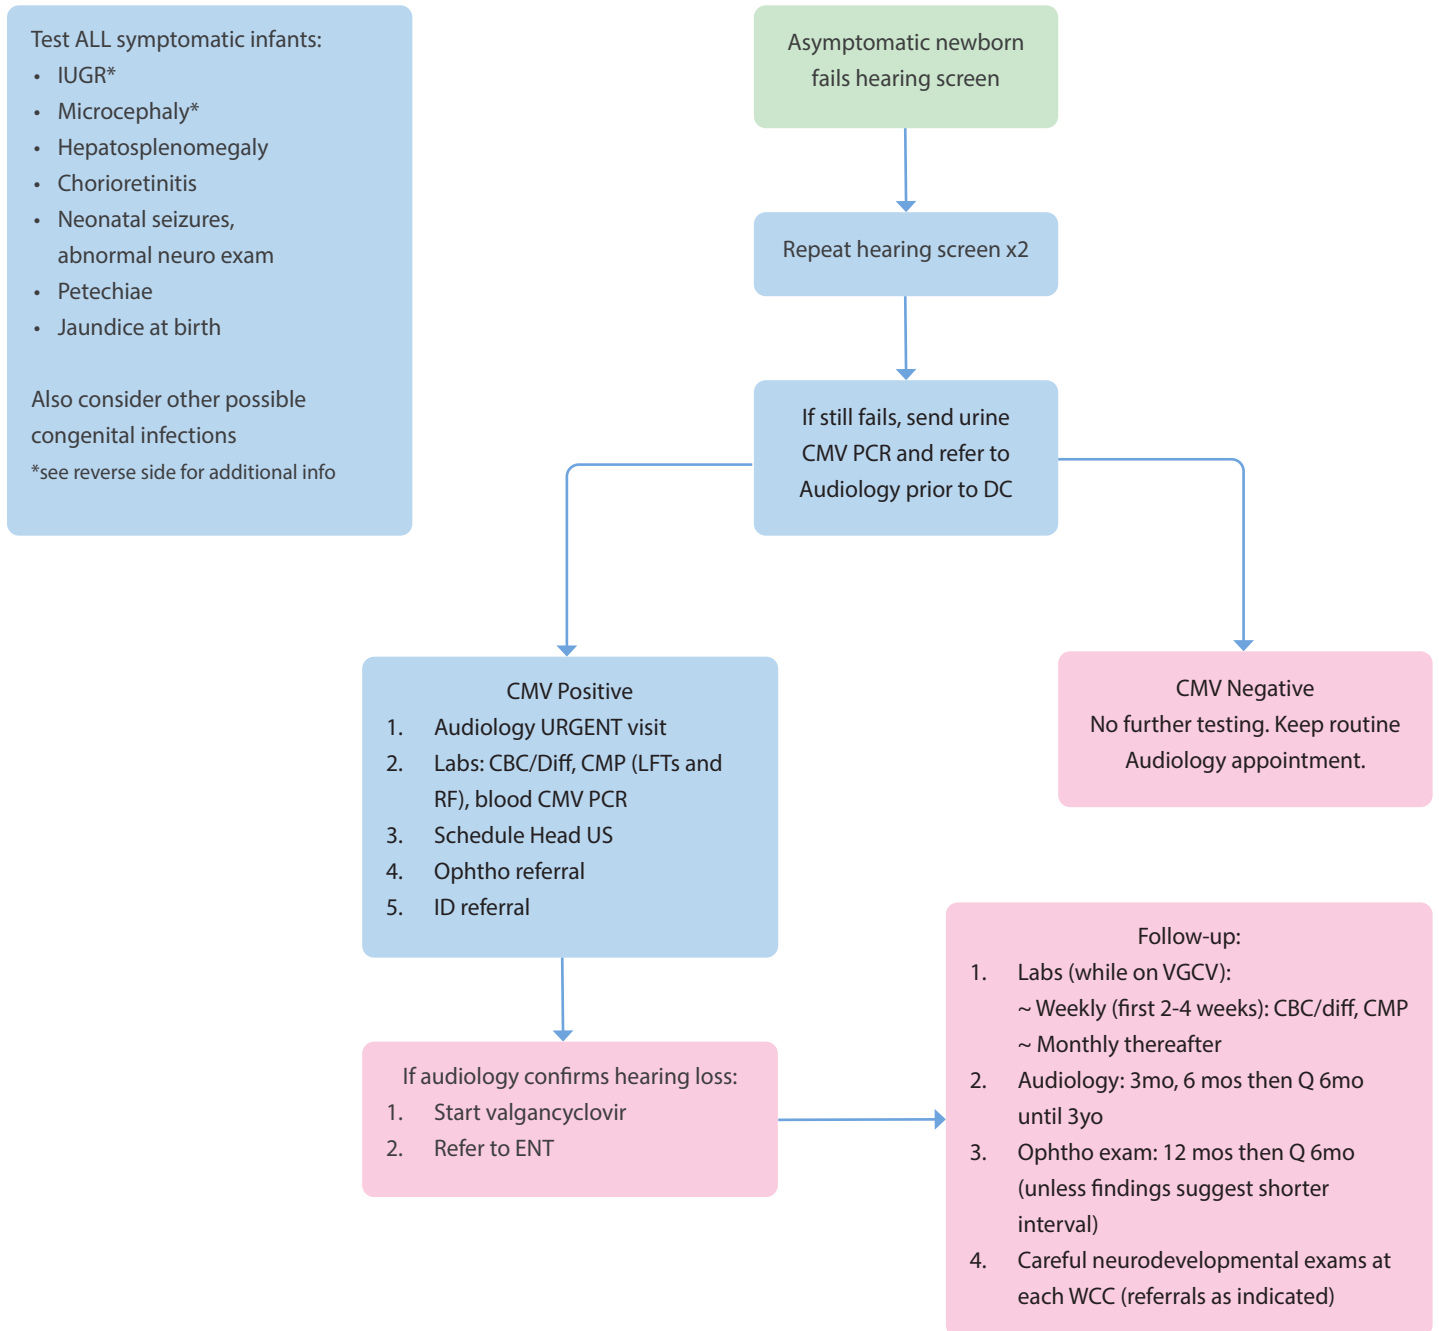 Test ALL symptomatic infants:
• IUGR*
• Microcephaly*
• Hepatosplenomegaly
• Chorioretinitis
• Neonatal seizures,
abnormal neuro exam
• Petechiae
• Jaundice at birth
Also consider other possible
congenital infections
*see reverse side for additional info
Asymptomatic newborn
fails hearing screen
Repeat hearing screen x2
If still fails, send urine
CMV PCR and refer to
Audiology prior to DC
CMV Positive
1. Audiology URGENT visit
2. Labs: CBC/Diff, CMP (LFTs and
RF), blood CMV PCR
3. Schedule Head US
4. Ophtho referral
5. ID referral
CMV Negative
No further testing. Keep routine
Audiology appointment.
If audiology confirms hearing loss:
1. Start valgancyclovir
2. Refer to ENT
Follow-up:
1. Labs (while on VGCV):
~ Weekly (first 2-4 weeks): CBC/diff, CMP
~ Monthly thereafter
2. Audiology: 3mo, 6 mos then Q 6mo
until 3yo
3. Ophtho exam: 12 mos then Q 6mo
(unless findings suggest shorter
interval)
4. Careful neurodevelopmental exams at
each WCC (referrals as indicated)